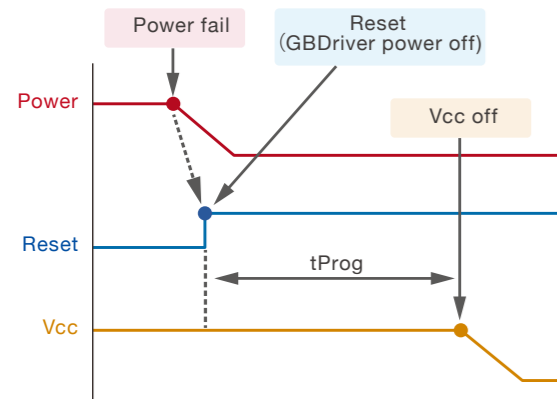 Power fail
Reset
(GBDriver power off)
Power
Vcc off
Reset
tProg
Vcc